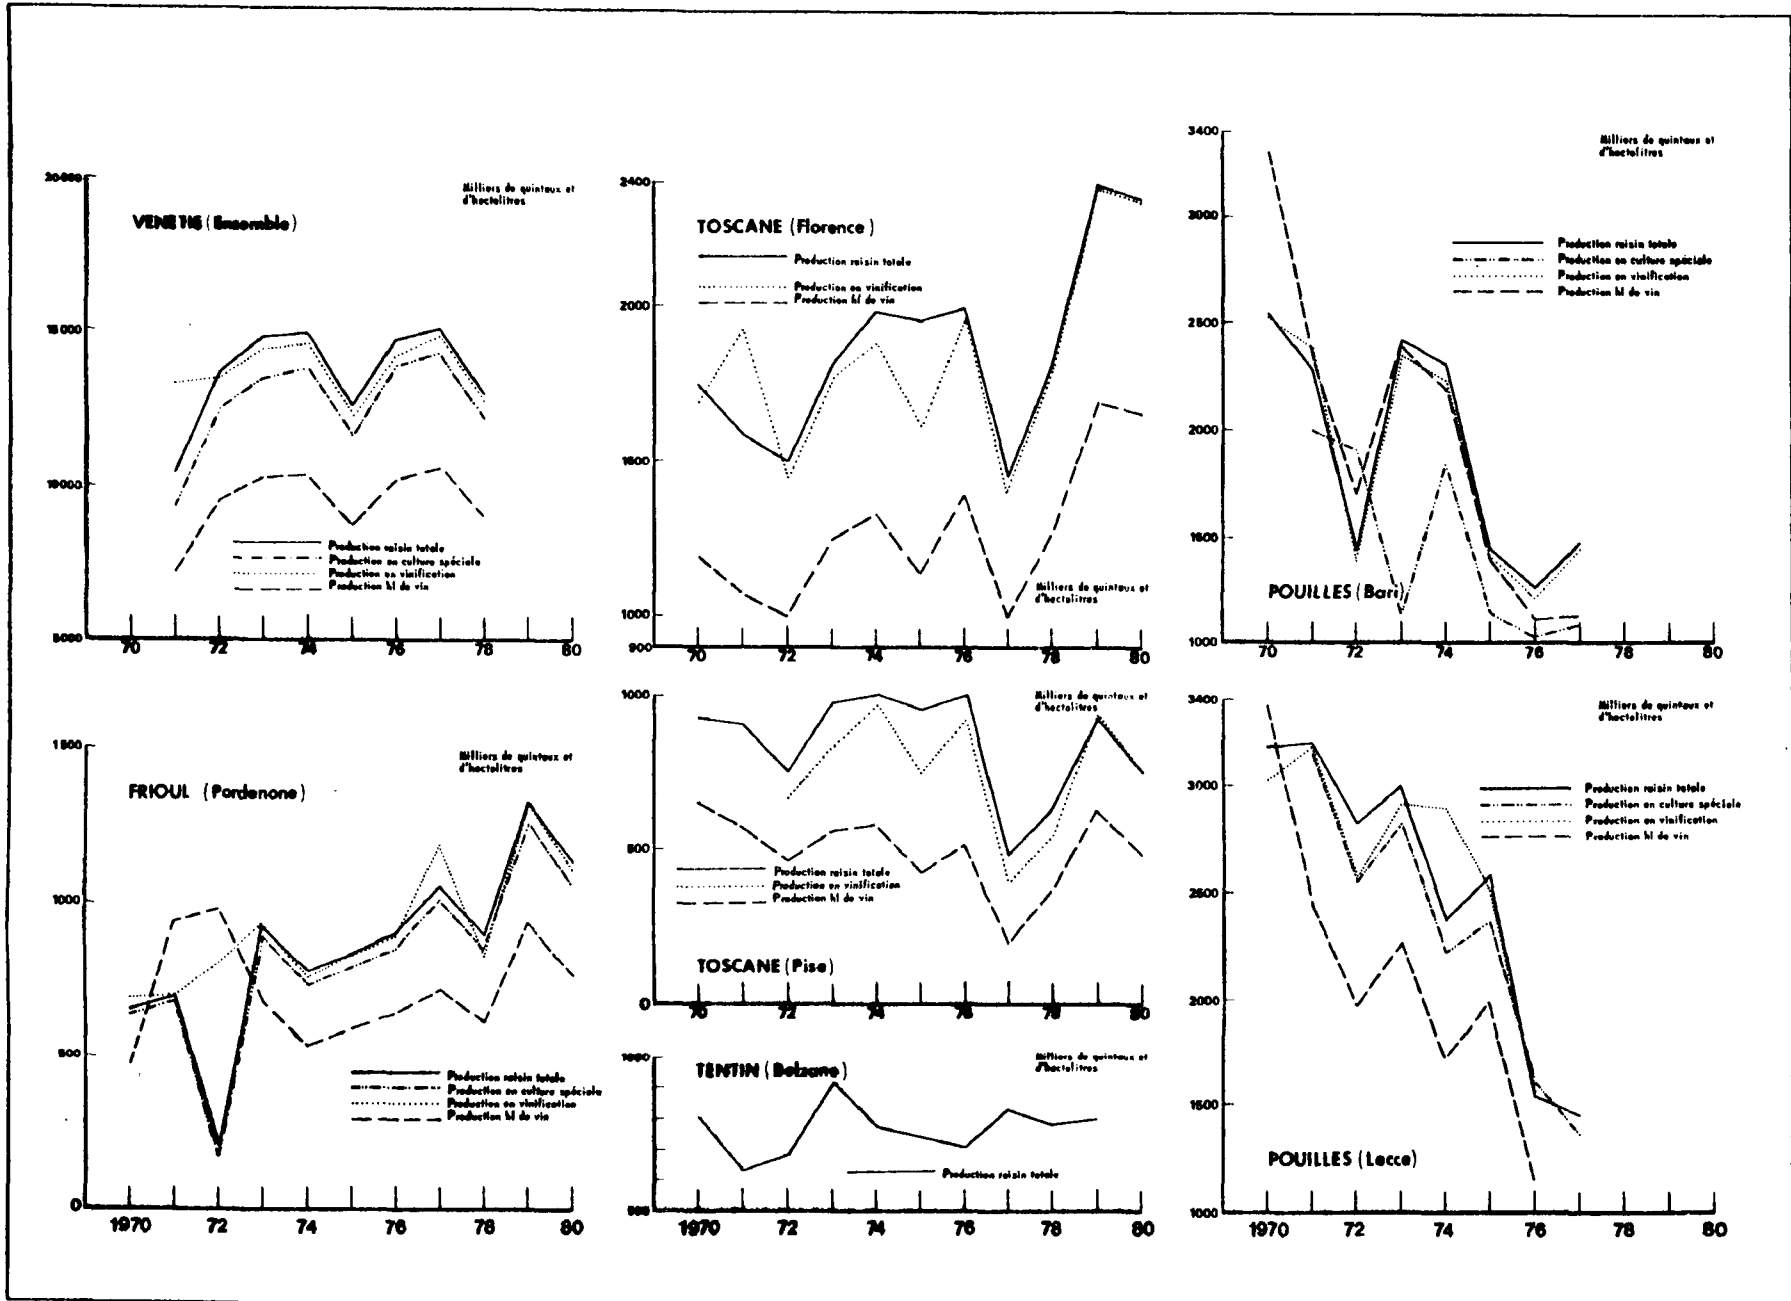 20000
Milliers de quintaux et
d'hectolitres
VENETIE (Ensemble)
15000
10000
Production raisin totale
Production en culture spéciale
Production en vinification
Production hl de vin
5000
70 72 74 76 78 80
2400
TOSCANE (Florence)
Production raisin totale
Production en vinification
Production hl de vin
2000
1500
Milliers de quintaux et
d'hectolitres
1000
900
70 72 74 76 78 80
3400
Milliers de quintaux et
d'hectolitres
3000
Production raisin totale
Production en culture spéciale
Production en vinification
Production hl de vin
2500
2000
1500
POUILLES (Bari)
1000
70 72 74 76 78 80
1500
Milliers de quintaux et
d'hectolitres
FRIOUL (Pordenone)
1000
500
Production raisin totale
Production en culture spéciale
Production en vinification
Production hl de vin
0
1970 72 74 76 78 80
1000
Milliers de quintaux et
d'hectolitres
500
Production raisin totale
Production en vinification
Production hl de vin
TOSCANE (Pise)
0
70 72 74 76 78 80
1000
Milliers de quintaux et
d'hectolitres
TENTIN (Bolzano)
Production raisin totale
500
1970 72 74 76 78 80
3400
Milliers de quintaux et
d'hectolitres
3000
Production raisin totale
Production en culture spéciale
Production en vinification
Production hl de vin
2500
2000
1500
POUILLES (Lecce)
1000
1970 72 74 76 78 80